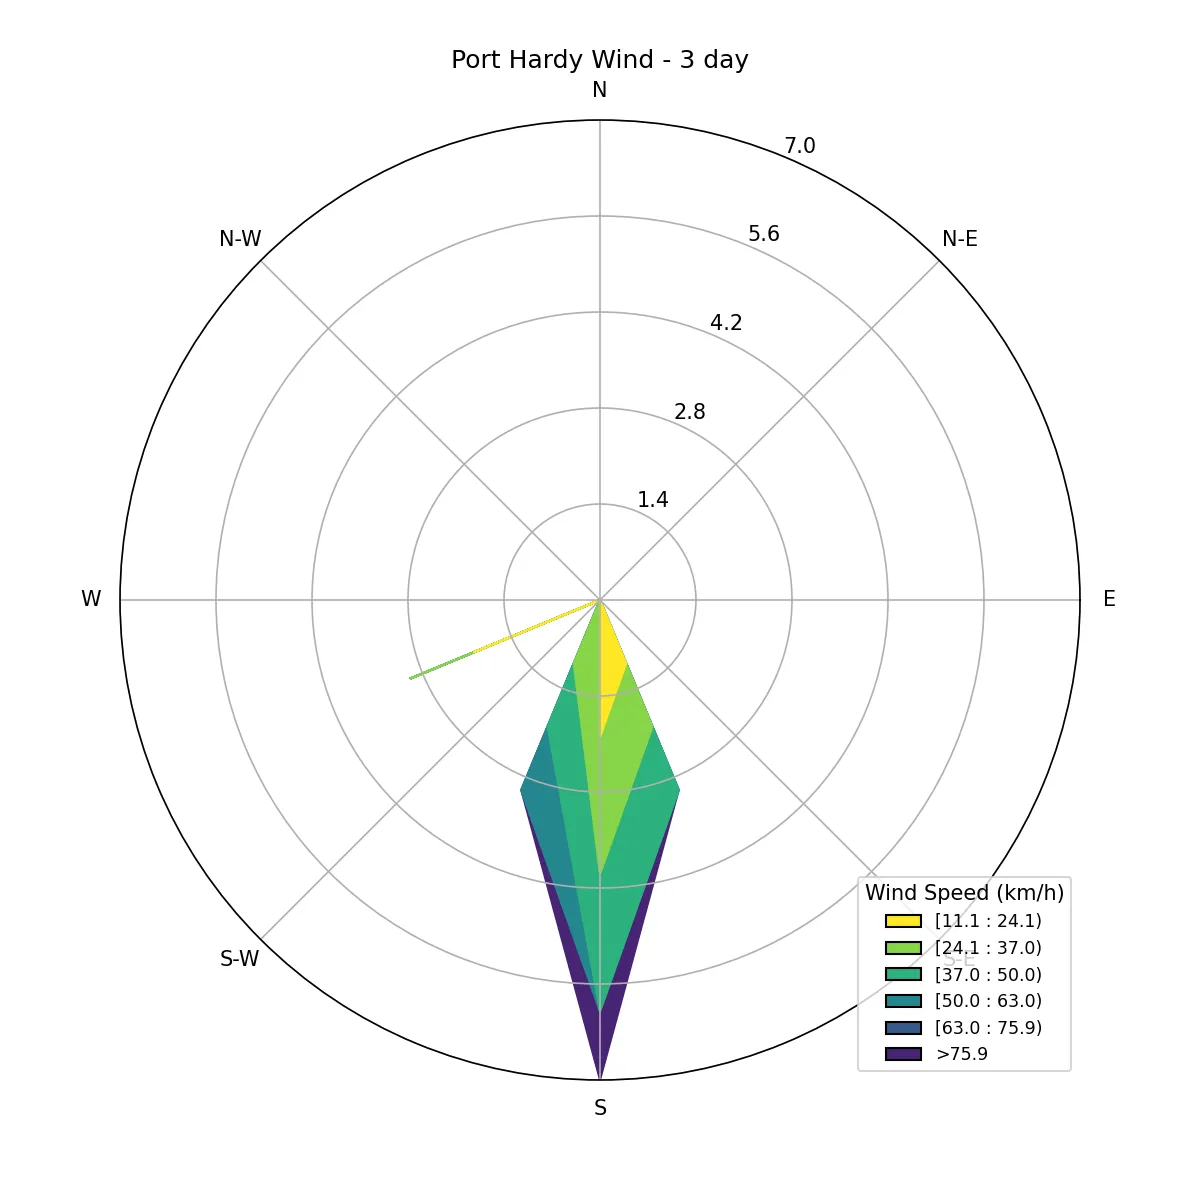 Port Hardy Wind - 3 day
N
7.0
N-W
5.6
N-E
4.2
2.8
1.4
W
E
Wind Speed (km/h)
[11.1 : 24.1)
[24.1 : 37.0)
S-W
S-E
[37.0 : 50.0)
[50.0 : 63.0)
[63.0 : 75.9)
>75.9
S